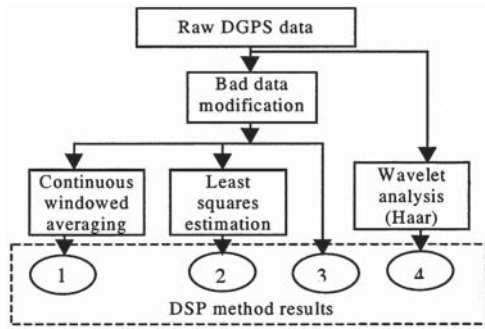 Raw DGPS data
Bad data
modification
Continuous
windowed
averaging
Least
squares
estimation
Wavelet
analysis
(Haar)
1
2
3
4
DSP method results